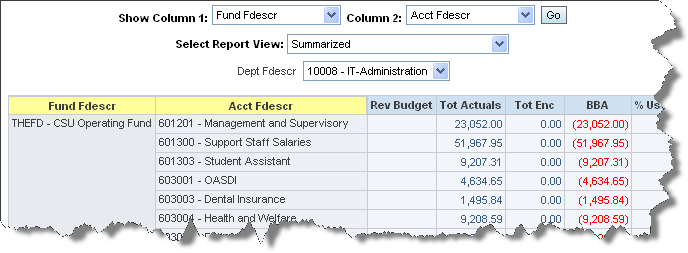 Show Column 1: Fund Fdescr Column 2: Acct Fdescr Go
Select Report View: Summarized
Dept Fdescr 10008 - IT-Administration
Fund Fdescr Acct Fdescr Rev Budget Tot Actuals Tot Enc BBA % Us
THEFD - CSU Operating Fund 601201 - Management and Supervisory 23,052.00 0.00 (23,052.00)
601300 - Support Staff Salaries 51,967.95 0.00 (51,967.95)
601303 - Student Assistant 9,207.31 0.00 (9,207.31)
603001 - OASDI 4,634.65 0.00 (4,634.65)
603003 - Dental Insurance 1,495.84 0.00 (1,495.84)
603004 - Health and Welfare 9,208.59 0.00 (9,208.59)